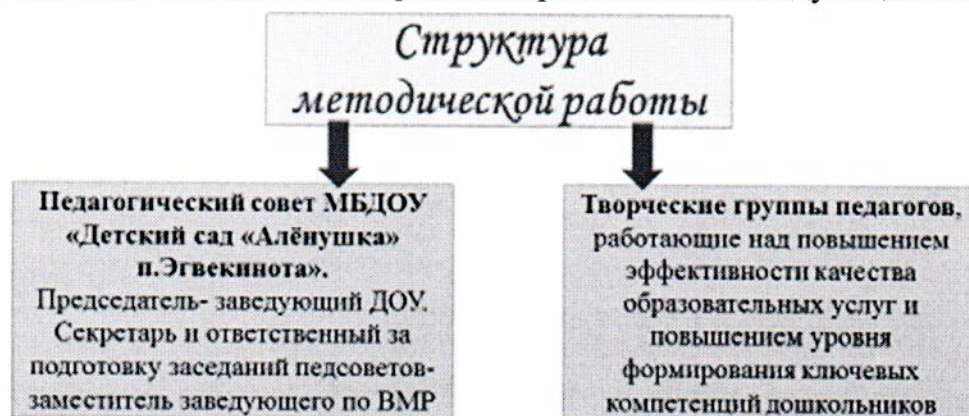 Структура
методической работы
Педагогический совет МБДОУ
«Детский сад «Алёнушка»
п.Эгвекинота».
Председатель- заведующий ДОУ.
Секретарь и ответственный за
подготовку заседаний педсоветов-
заместитель заведующего по ВМР
Творческие группы педагогов,
работающие над повышением
эффективности качества
образовательных услуг и
повышением уровня
формирования ключевых
компетенций дошкольников